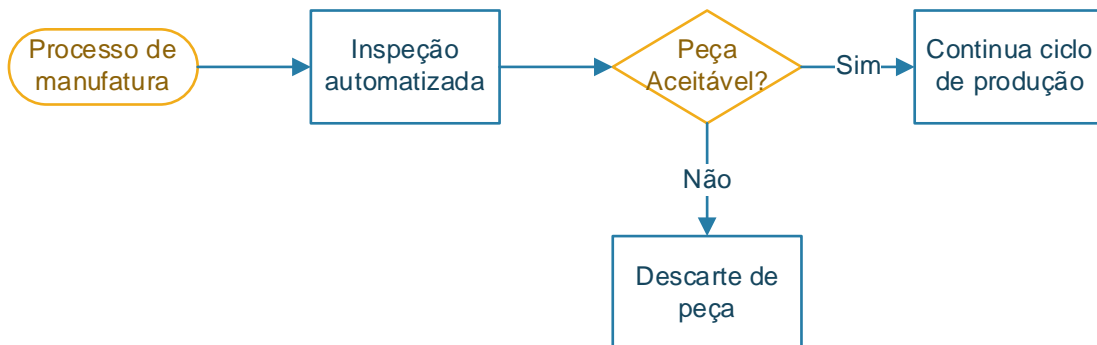 Processo de
manufatura
Inspeção
automatizada
Peça
Aceitável?
Sim
Continua ciclo
de produção
Não
Descarte de
peça